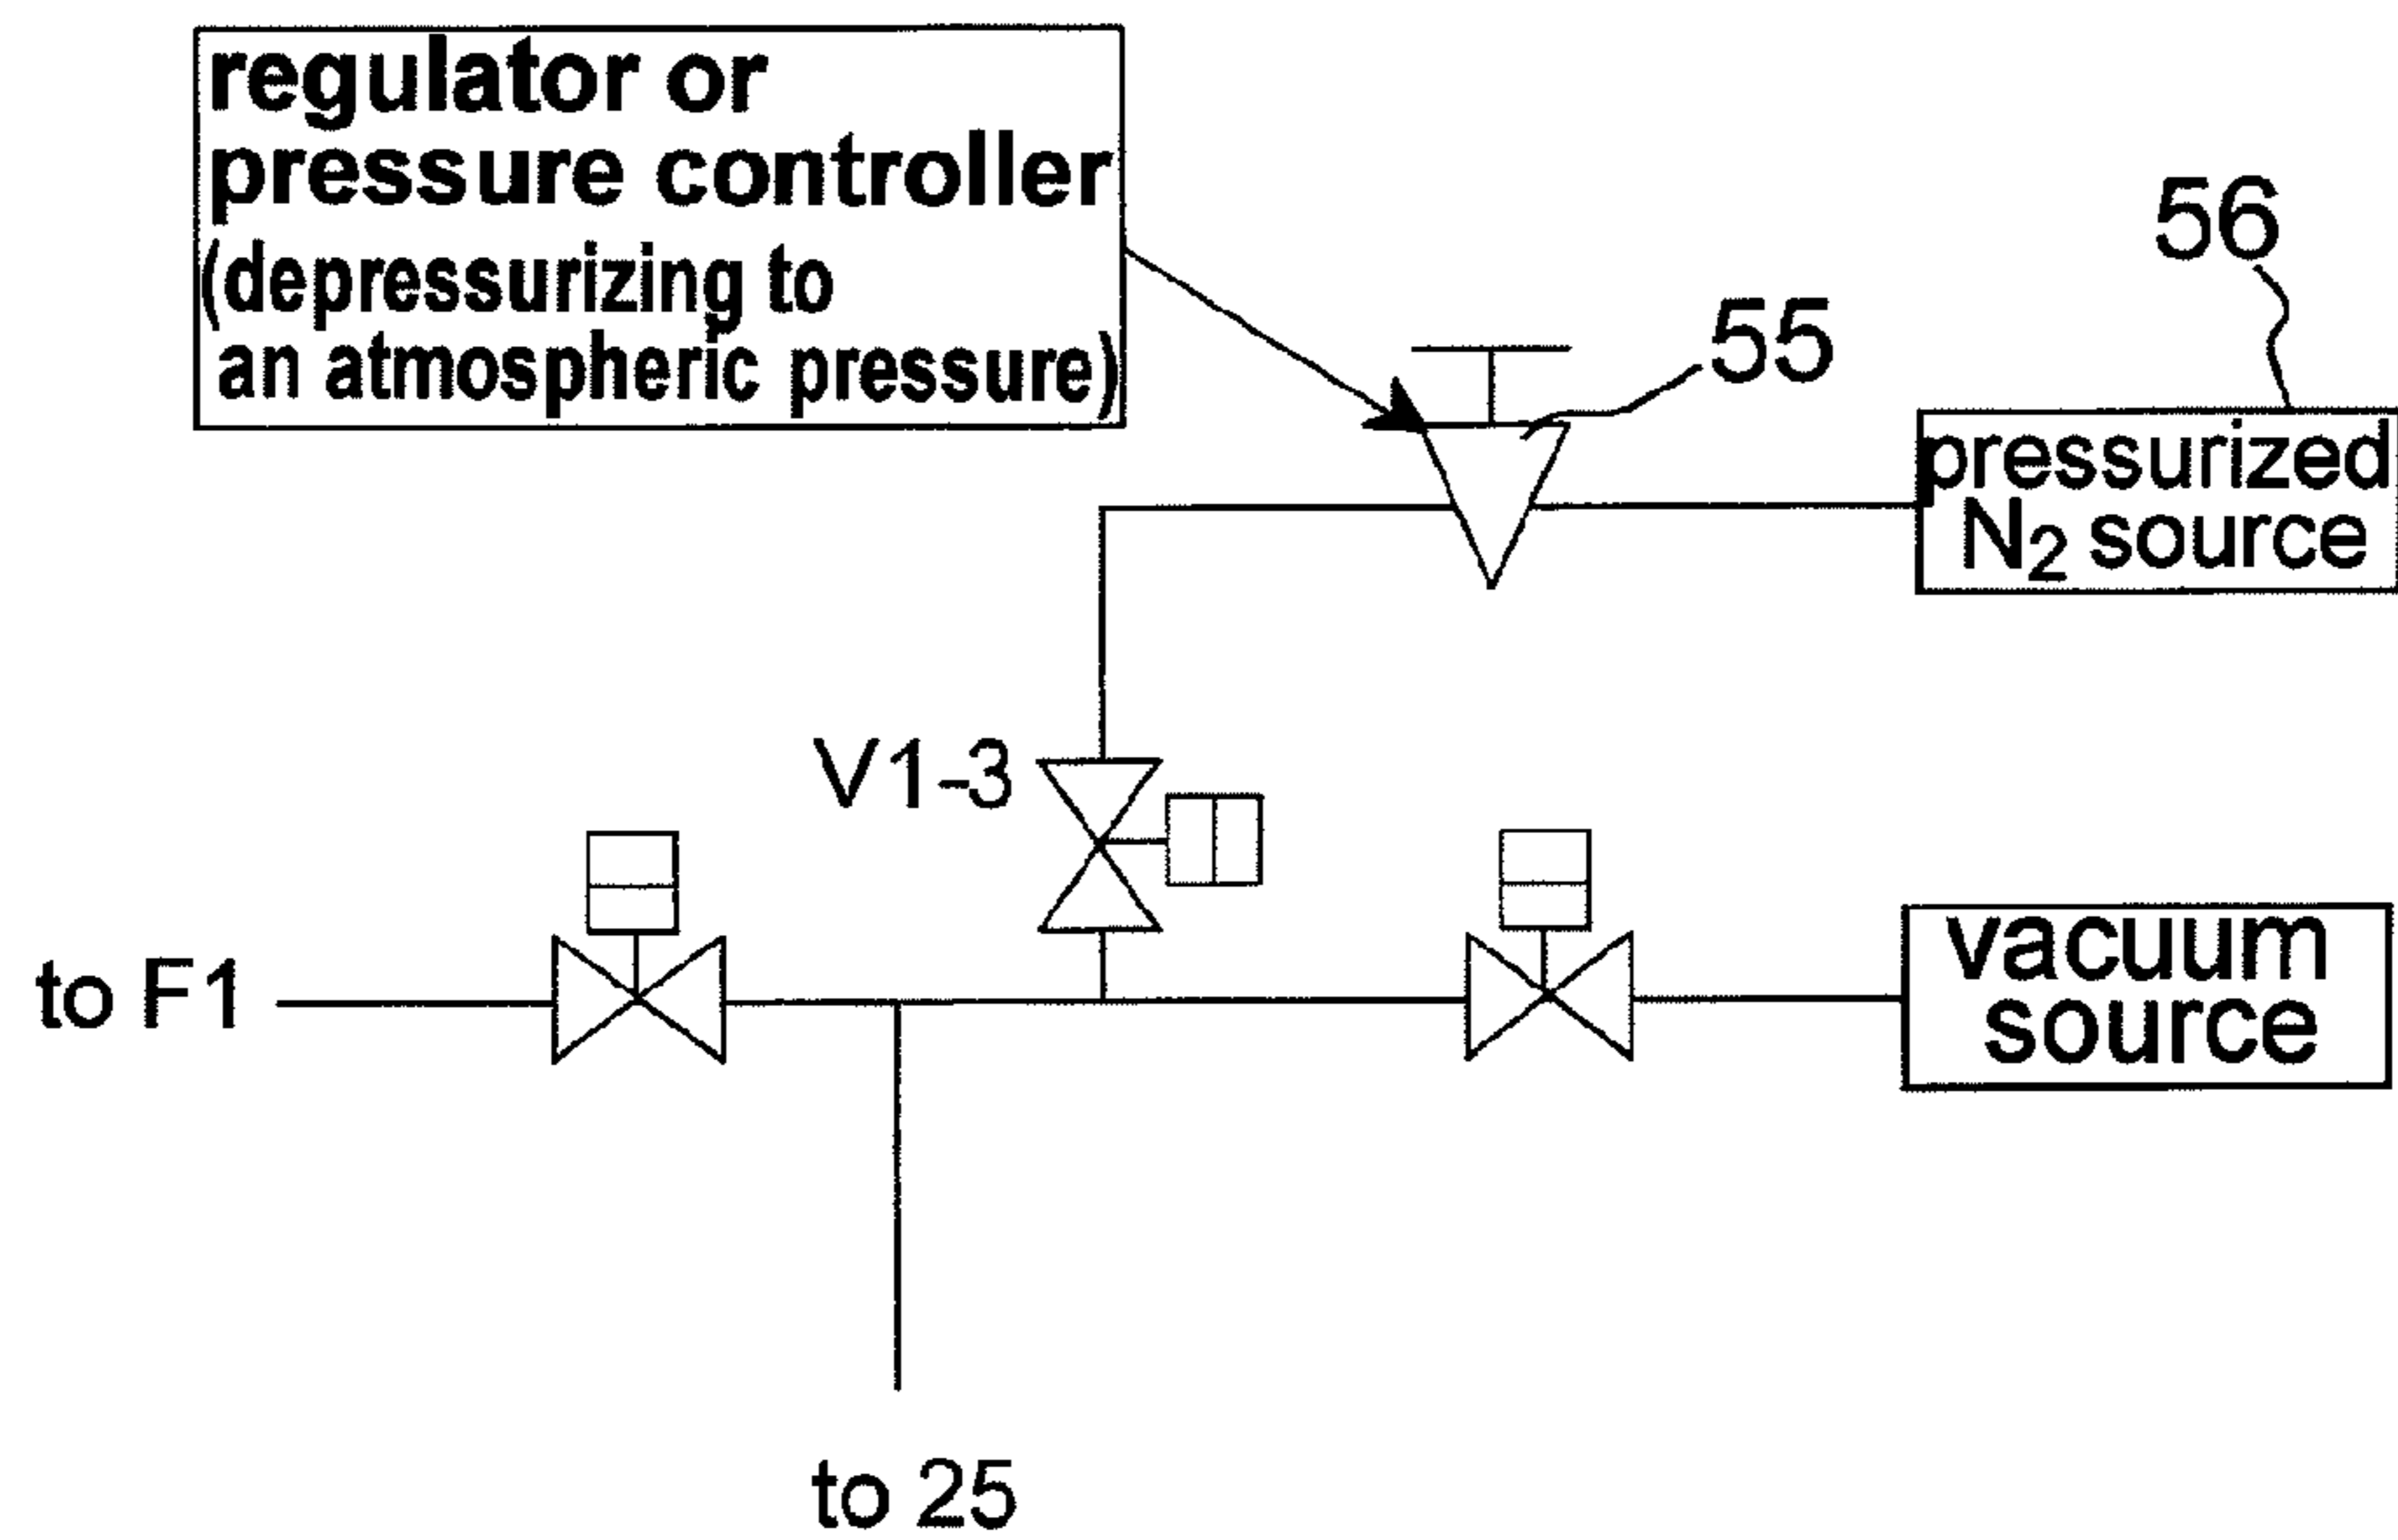 regulator or
pressure controller
(depressurizing to
an atmospheric pressure)
56
55
pressurized
N₂ source
V1-3
to F1
vacuum
source
to 25